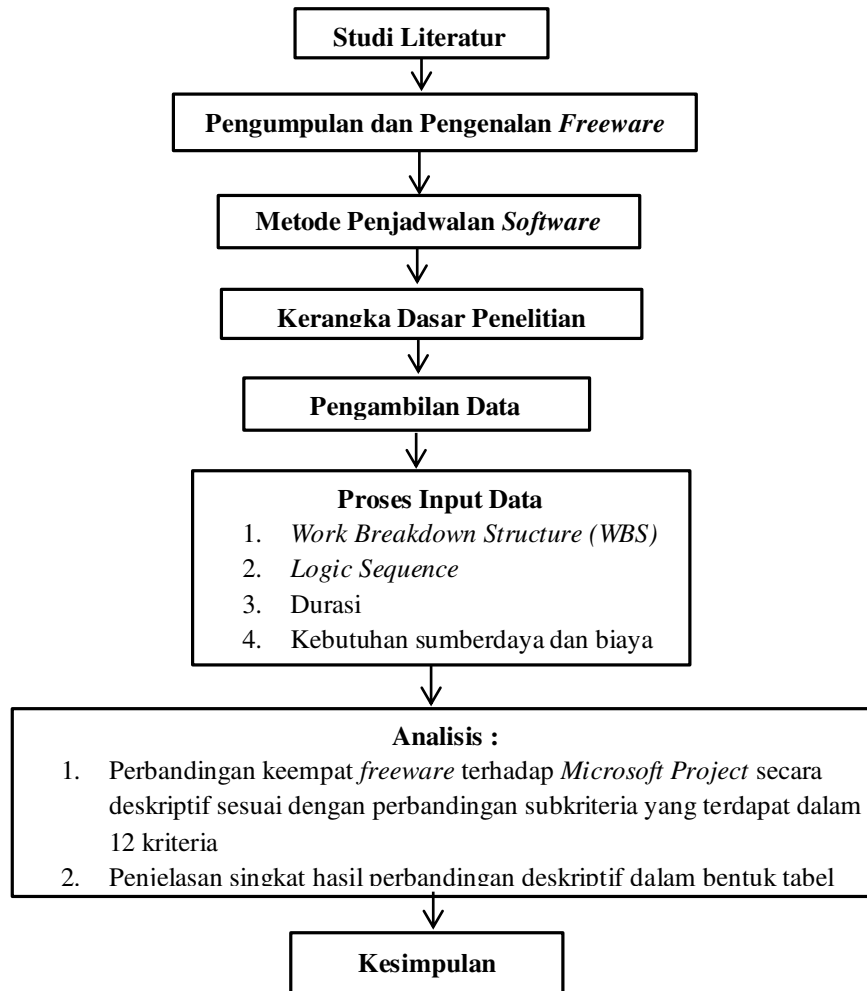 Studi Literatur
Pengumpulan dan Pengenalan Freeware
Metode Penjadwalan Software
Kerangka Dasar Penelitian
Pengambilan Data
Proses Input Data
1. Work Breakdown Structure (WBS)
2. Logic Sequence
3. Durasi
4. Kebutuhan sumberdaya dan biaya
Analisis :
1. Perbandingan keempat freeware terhadap Microsoft Project secara
deskriptif sesuai dengan perbandingan subkriteria yang terdapat dalam
12 kriteria
2. Penjelasan singkat hasil perbandingan deskriptif dalam bentuk tabel
Kesimpulan